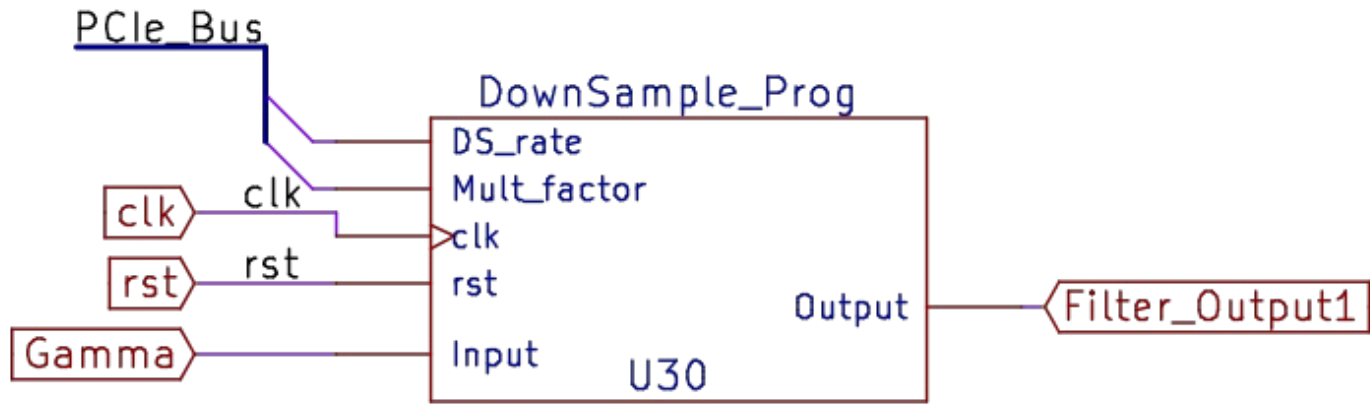 PCIe_Bus
DownSample_Prog
DS_rate
Mult_factor
clk
clk
clk
rst
rst
rst
Output
Filter_Output1
Gamma
Input
U30